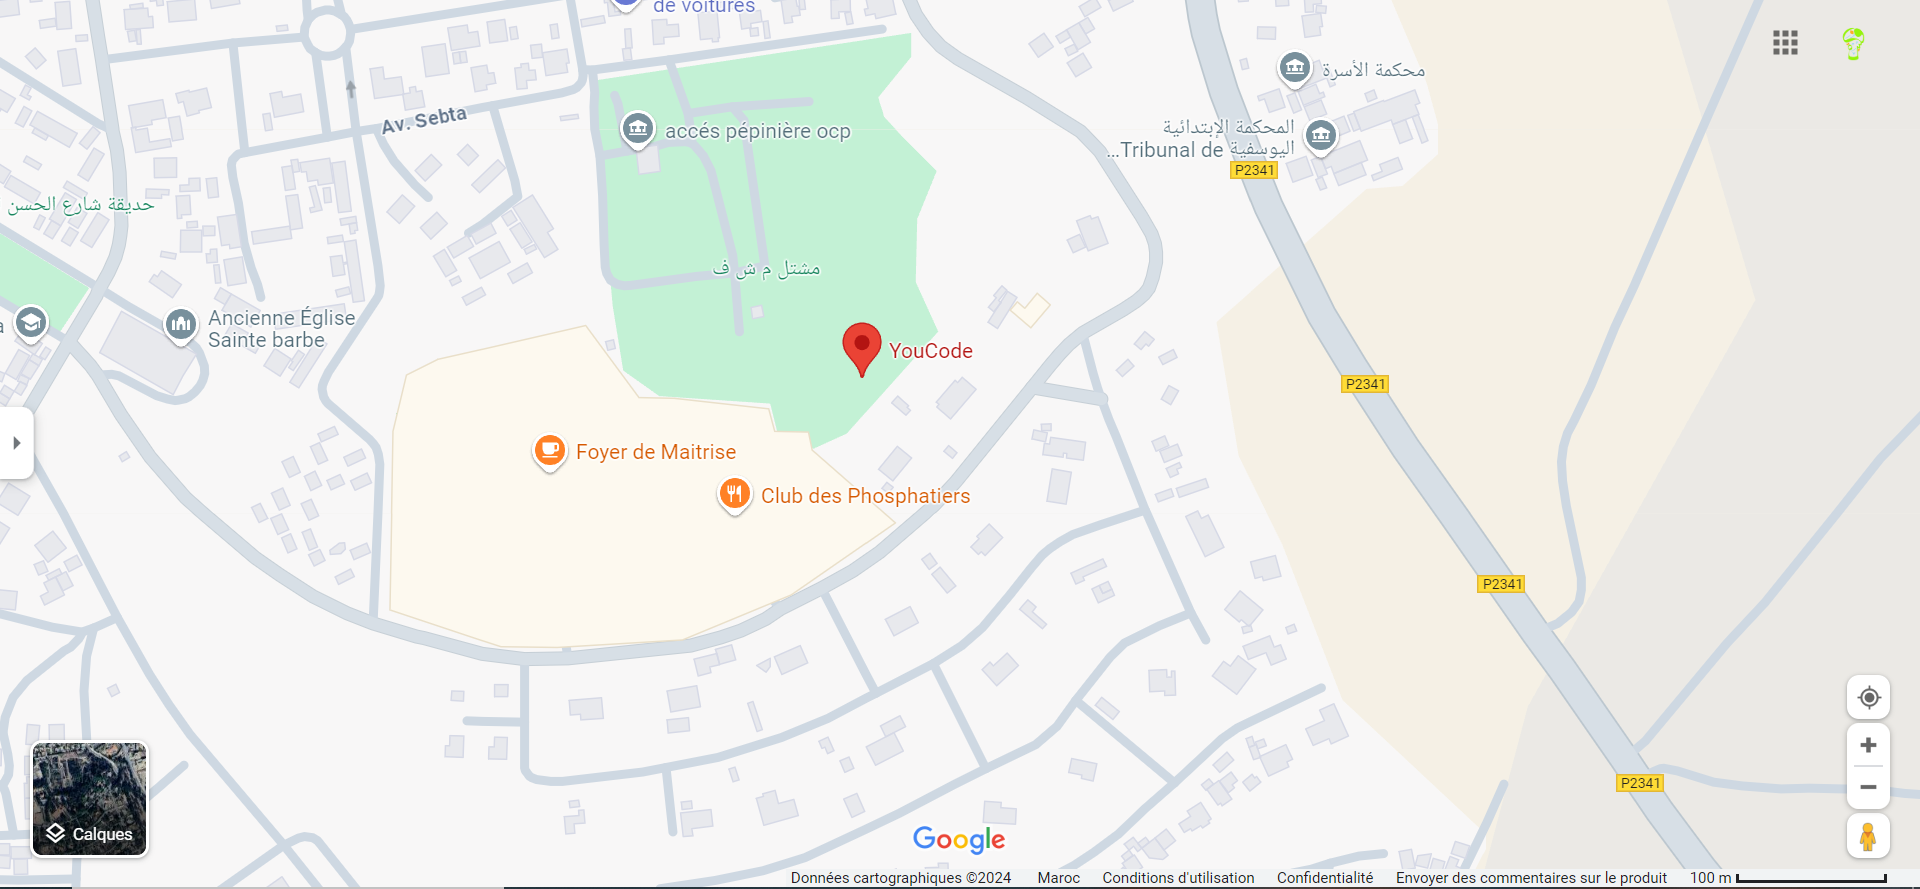 de voitures
محكمة الأسرة
Av. Sebta
accés pépinière ocp
المحكمة الإبتدائية
اليوسفية Tribunal de...
P2341
حديقة شارع الحسن
مشتل م ش ف
Ancienne Église
Sainte barbe
a
YouCode
P2341
Foyer de Maitrise
Club des Phosphatiers
P2341
P2341
Calques
Google
Données cartographiques ©2024 Maroc Conditions d'utilisation Confidentialité Envoyer des commentaires sur le produit 100 m